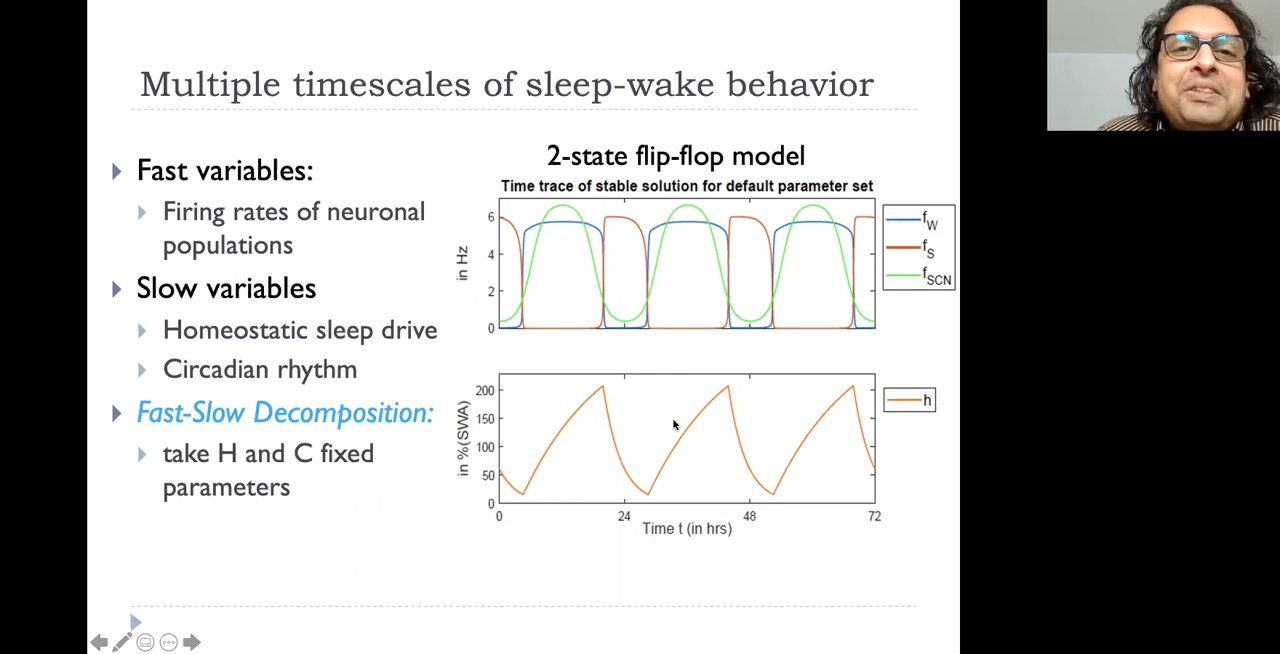 Multiple timescales of sleep-wake behavior
Fast variables:
Firing rates of neuronal
populations
Slow variables
Homeostatic sleep drive
Circadian rhythm
Fast-Slow Decomposition:
take H and C fixed
parameters
2-state flip-flop model
Time trace of stable solution for default parameter set
in Hz
6
4
2
0
f_W
f_S
f_SCN
in %(SWA)
200
150
100
50
0
0 24 48 72
Time t (in hrs)
h